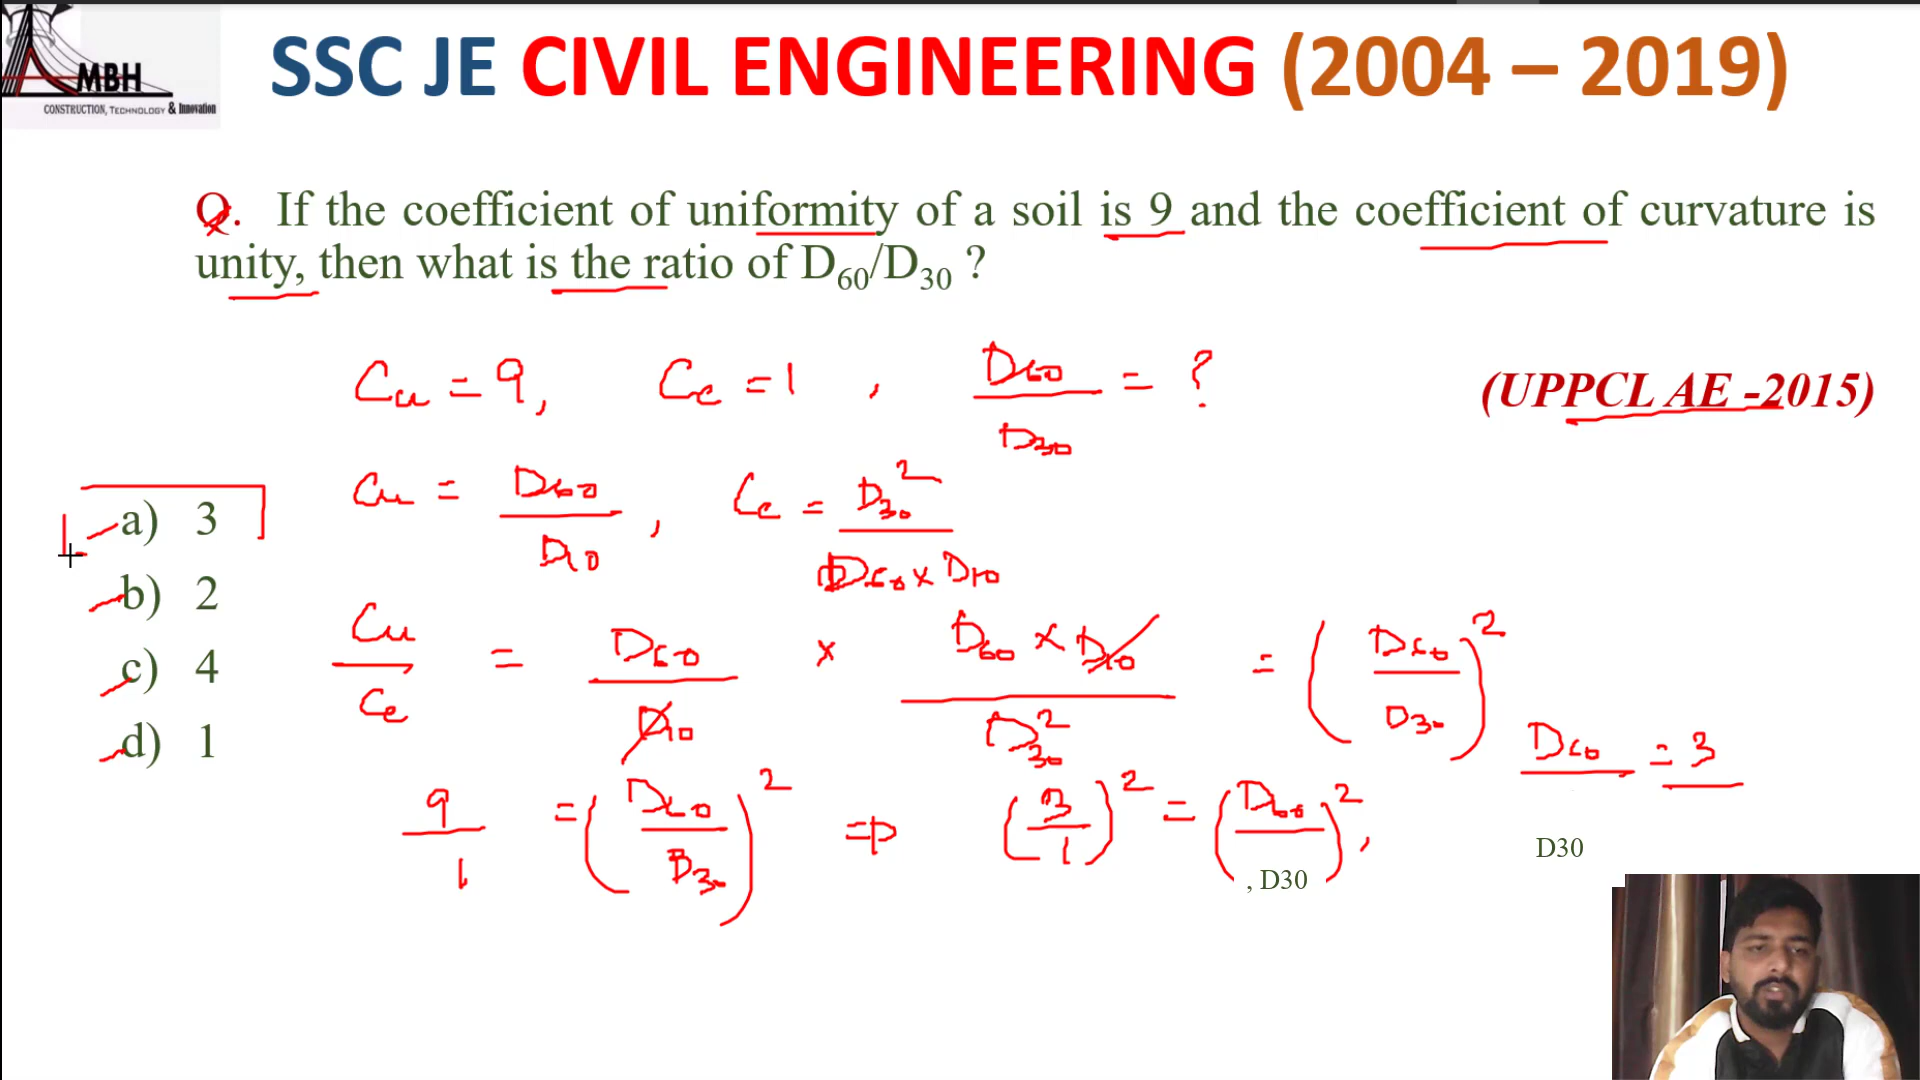 MBH
CONSTRUCTION, TECHNOLOGY & Innovation
SSC JE CIVIL ENGINEERING (2004 – 2019)
Q. If the coefficient of uniformity of a soil is 9 and the coefficient of curvature is
unity, then what is the ratio of D60/D30 ?
Cu = 9, Cc = 1 , D60/D30 = ?
(UPPCL AE -2015)
Cu = D60/D10 , Cc = D30²/D60 × D10
a) 3
b) 2
c) 4
d) 1
Cu/Cc = D60/D10 × D60 × D10/D30² = (D60/D30)²
D60 = 3
D30
9/1 = (D60/D30)² ⇒ (3/1)² = (D60
, D30
)² ,